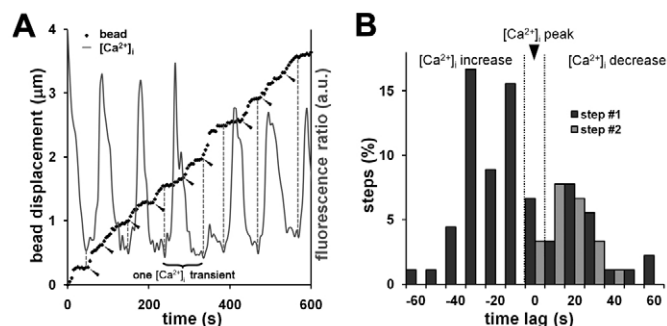 A
bead
[Ca²⁺]ᵢ
4
3
2
1
0
bead displacement (µm)
fluorescence ratio (a.u.)
one [Ca²⁺]ᵢ transient
0 200 400 600
time (s)
B
[Ca²⁺]ᵢ peak
[Ca²⁺]ᵢ increase
[Ca²⁺]ᵢ decrease
step #1
step #2
15
10
5
0
steps (%)
-60 -40 -20 0 20 40 60
time lag (s)